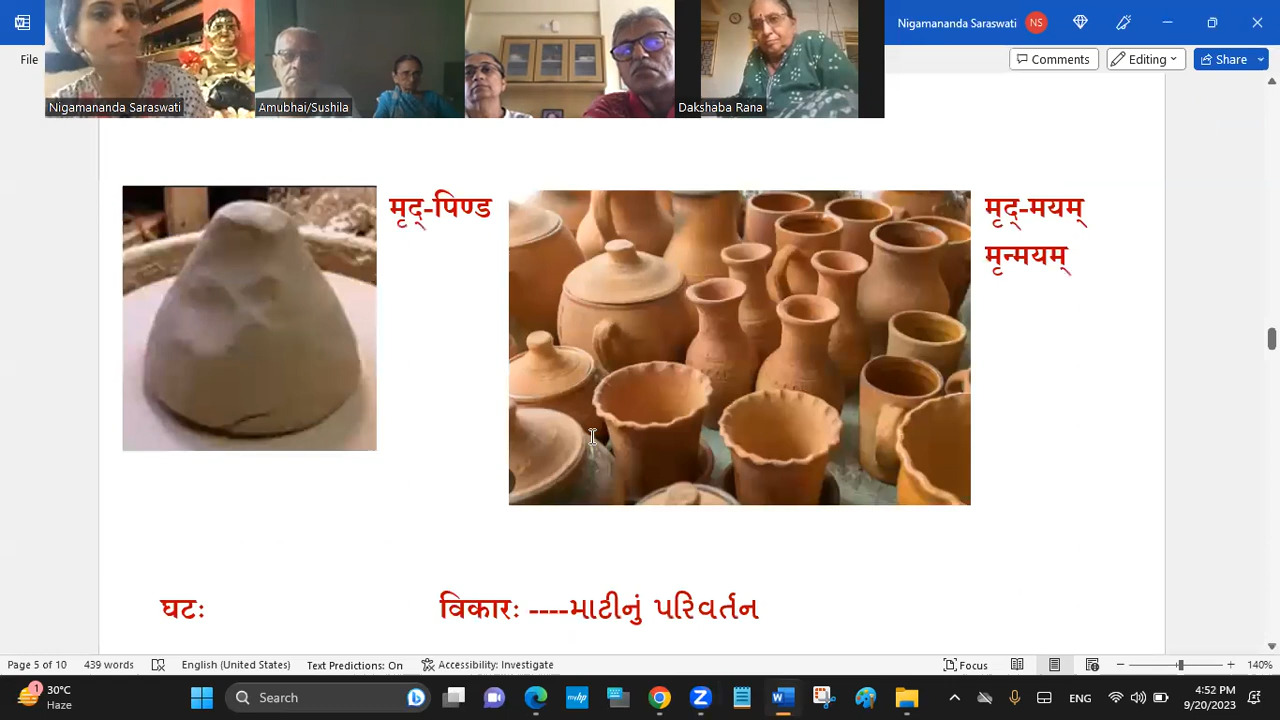 Nigamananda Saraswati NS
File
Comments
Editing
Share
Nigamananda Saraswati
Amubhai/Sushila
Dakshaba Rana
मृद्-पिण्ड
मृद्-मयम्
मृन्मयम्
घटः
विकारः ----માટીનું પરિવર્તન
Page 5 of 10 439 words English (United States) Text Predictions: On Accessibility: Investigate Focus 140%
1 30°C
Haze
Search
ENG
4:52 PM
9/20/2023